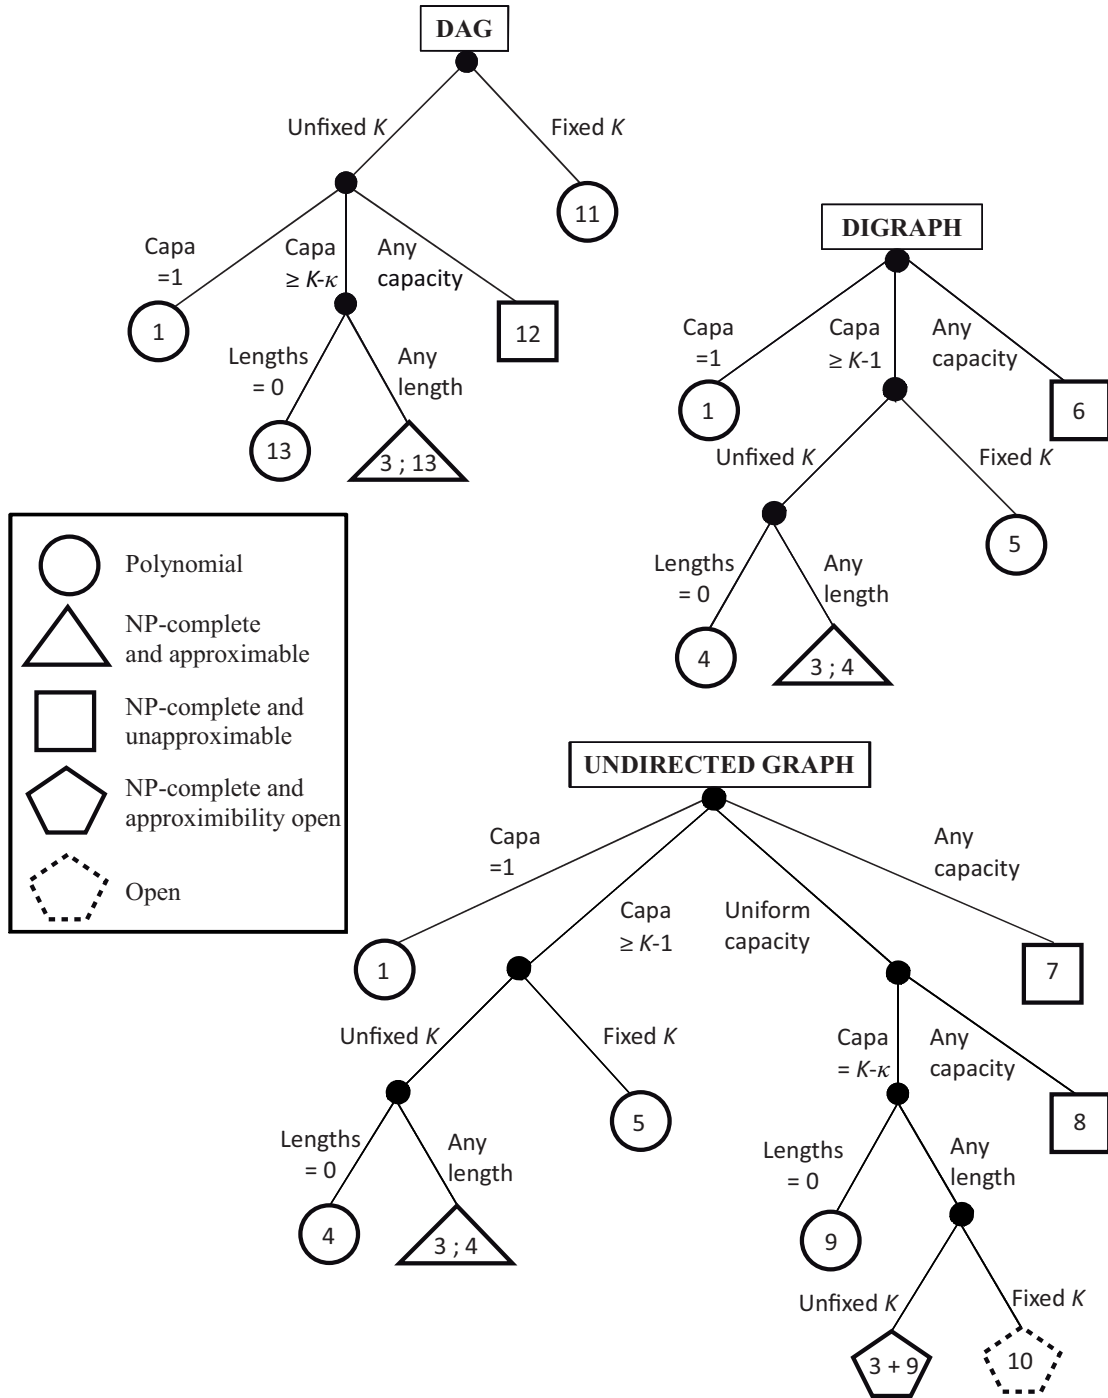 DAG
Unfixed K
Fixed K
11
Capa
=1
Capa
≥ K-κ
Any
capacity
1
12
Lengths
= 0
Any
length
13
3 ; 13
DIGRAPH
Capa
=1
Capa
≥ K-1
Any
capacity
1
6
Unfixed K
Fixed K
5
Lengths
= 0
Any
length
4
3 ; 4
Polynomial
NP-complete
and approximable
NP-complete and
unapproximable
NP-complete and
approximibility open
Open
UNDIRECTED GRAPH
Capa
=1
Capa
≥ K-1
Uniform
capacity
Any
capacity
1
7
Unfixed K
Fixed K
5
Capa
= K-κ
Any
capacity
8
Lengths
= 0
Any
length
4
3 ; 4
Lengths
= 0
Any
length
9
Unfixed K
Fixed K
3 + 9
10